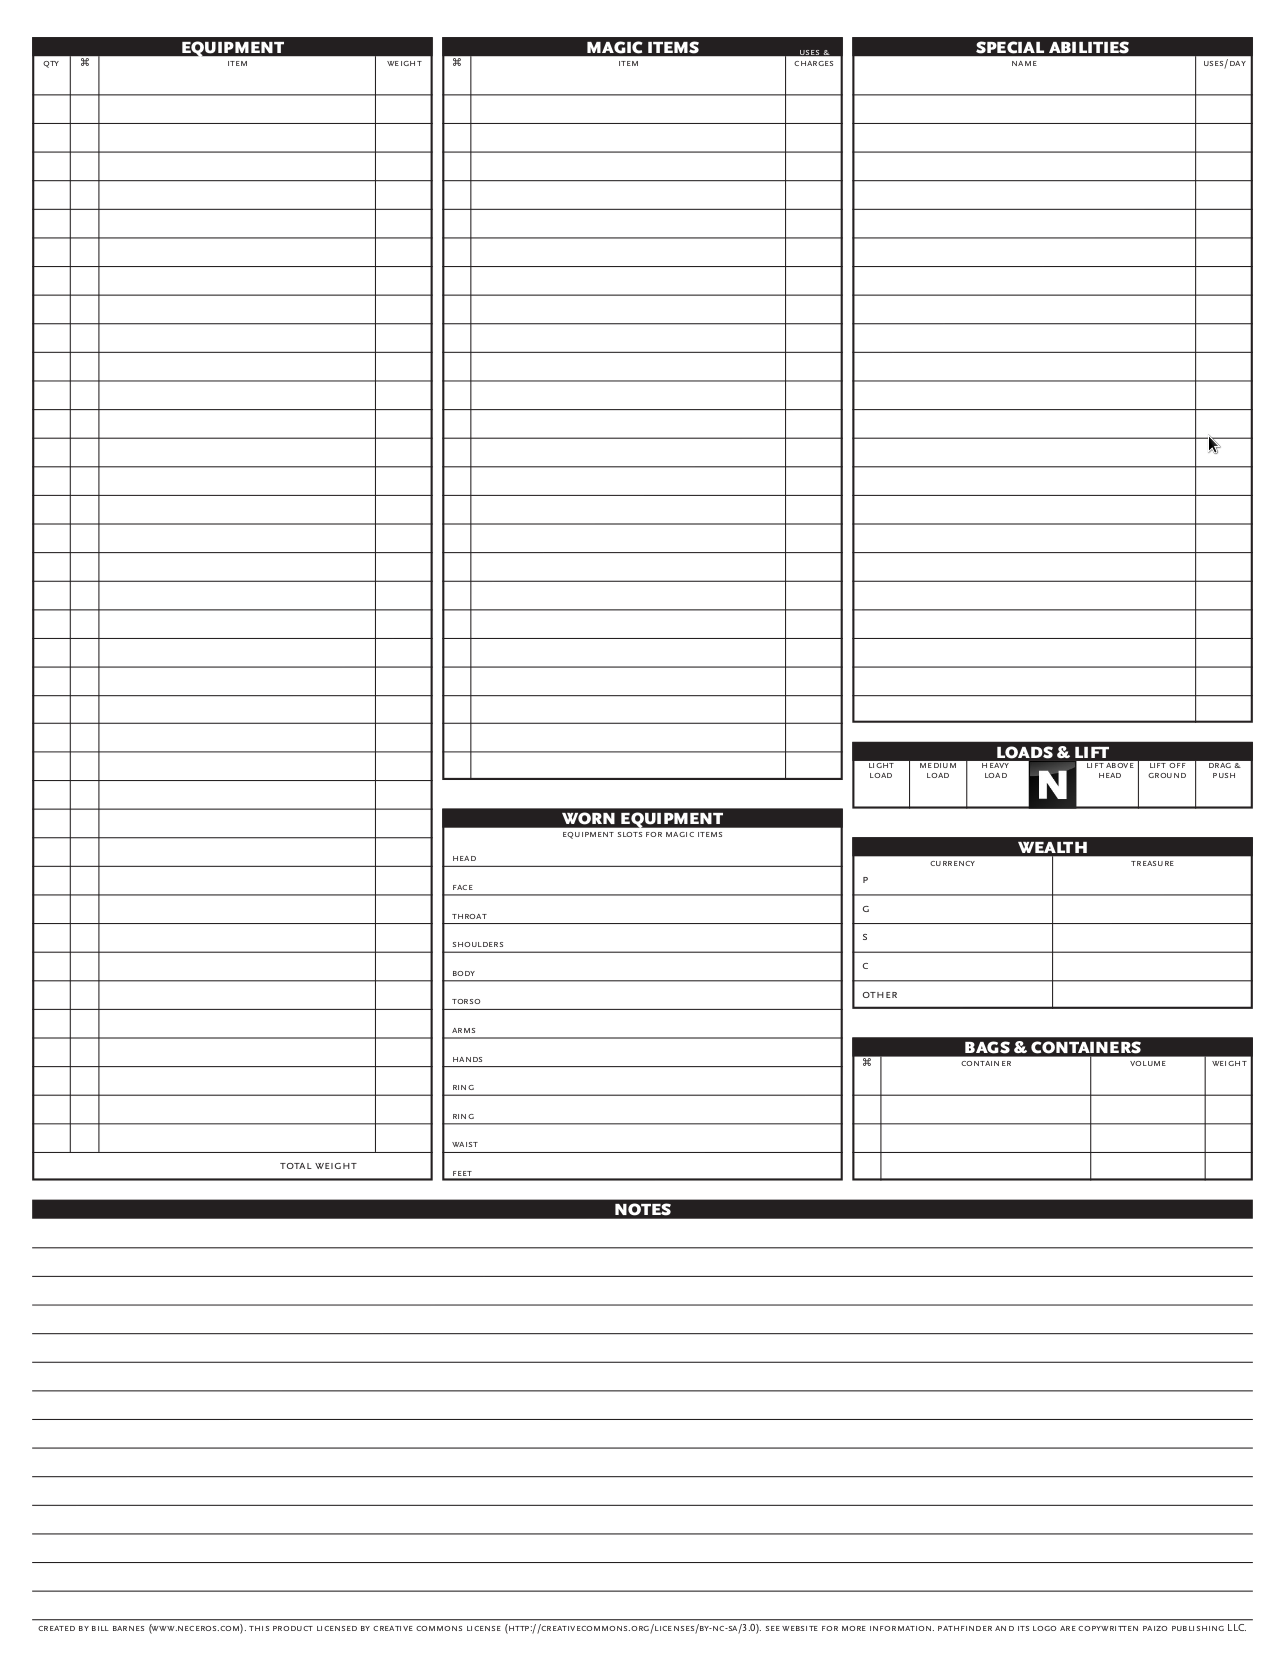 EQUIPMENT
QTY ⌘ ITEM WEIGHT
TOTAL WEIGHT
MAGIC ITEMS
⌘ ITEM USES & CHARGES
WORN EQUIPMENT
EQUIPMENT SLOTS FOR MAGIC ITEMS
HEAD
FACE
THROAT
SHOULDERS
BODY
TORSO
ARMS
HANDS
RING
RING
WAIST
FEET
SPECIAL ABILITIES
NAME USES/DAY
LOADS & LIFT
LIGHT LOAD MEDIUM LOAD HEAVY LOAD N LIFT ABOVE HEAD LIFT OFF GROUND DRAG & PUSH
WEALTH
CURRENCY TREASURE
P
G
S
C
OTHER
BAGS & CONTAINERS
⌘ CONTAINER VOLUME WEIGHT
NOTES
CREATED BY BILL BARNES (WWW.NECEROS.COM). THIS PRODUCT LICENSED BY CREATIVE COMMONS LICENSE (HTTP://CREATIVECOMMONS.ORG/LICENSES/BY-NC-SA/3.0). SEE WEBSITE FOR MORE INFORMATION. PATHFINDER AND ITS LOGO ARE COPYWRITTEN PAIZO PUBLISHING LLC.